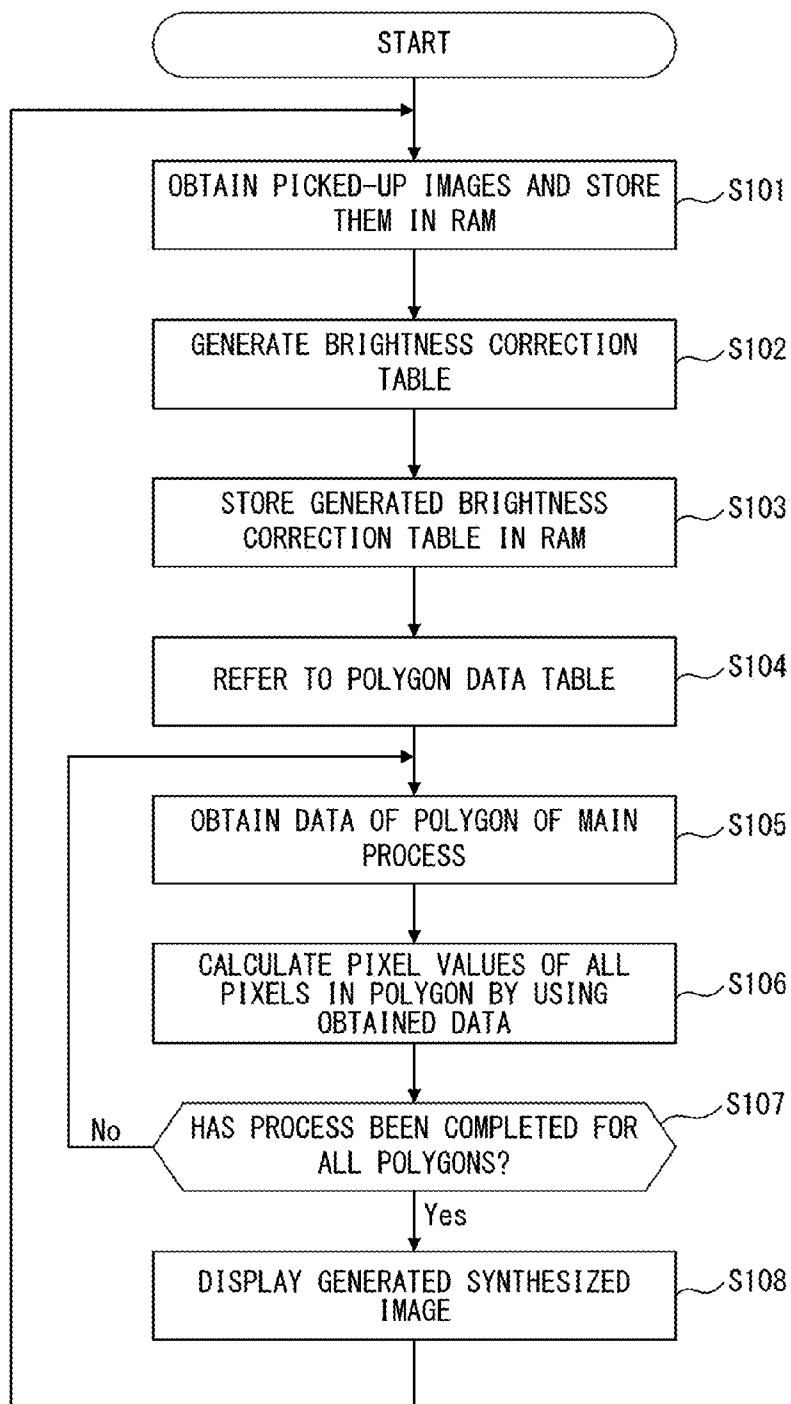 START
OBTAIN PICKED-UP IMAGES AND STORE
THEM IN RAM
S101
GENERATE BRIGHTNESS CORRECTION
TABLE
S102
STORE GENERATED BRIGHTNESS
CORRECTION TABLE IN RAM
S103
REFER TO POLYGON DATA TABLE
S104
OBTAIN DATA OF POLYGON OF MAIN
PROCESS
S105
CALCULATE PIXEL VALUES OF ALL
PIXELS IN POLYGON BY USING
OBTAINED DATA
S106
HAS PROCESS BEEN COMPLETED FOR
ALL POLYGONS?
S107
No
Yes
DISPLAY GENERATED SYNTHESIZED
IMAGE
S108